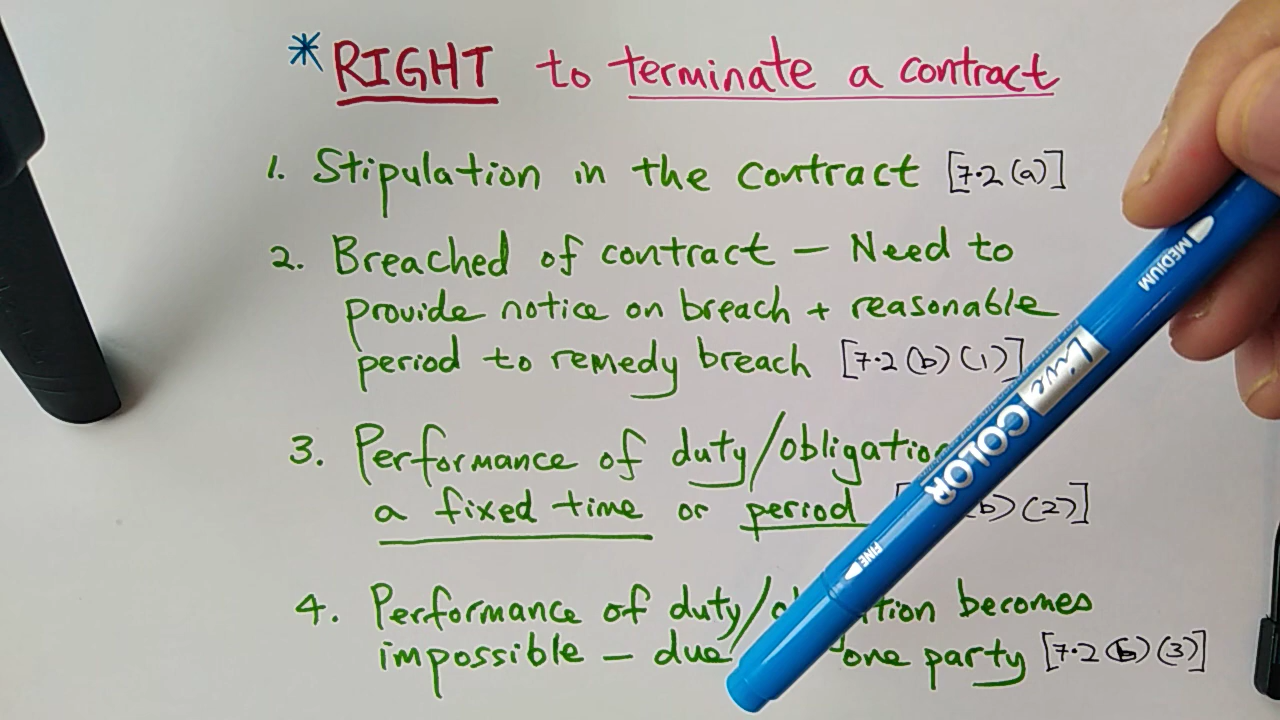 * RIGHT to terminate a contract
1. Stipulation in the contract [7.2 (a)]
2. Breached of contract – Need to
provide notice on breach + reasonable
period to remedy breach [7.2 (b) (1)]
3. Performance of duty/
a fixed time or period (2)]
4. Performance of duty/ becomes
impossible – due one party [7.2 (b) (3)]
MEDIUM
Live COLOR
FINE